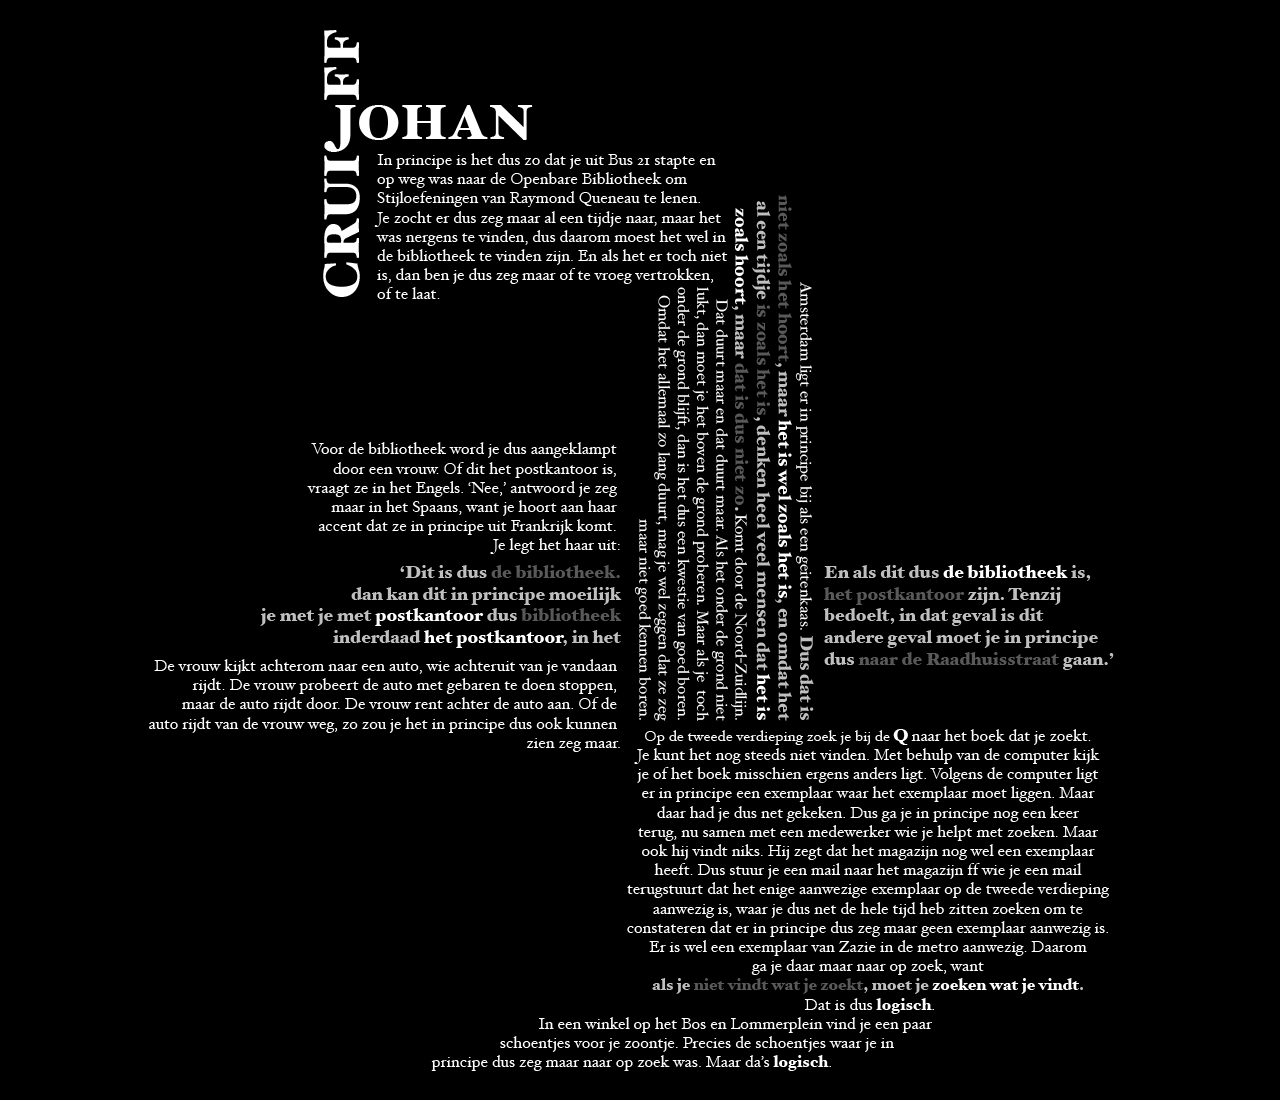 JOHAN
CRUIJFF
In principe is het dus zo dat je uit Bus 21 stapte en
op weg was naar de Openbare Bibliotheek om
Stijloefeningen van Raymond Queneau te lenen.
Je zocht er dus zeg maar al een tijdje naar, maar het
was nergens te vinden, dus daarom moest het wel in
de bibliotheek te vinden zijn. En als het er toch niet
is, dan ben je dus zeg maar of te vroeg vertrokken,
of te laat.
Amsterdam ligt er in principe bij als een geitenkaas. Dus dat is
niet zoals het hoort, maar het is wel zoals het is, en omdat het
al een tijdje is zoals het is, denken heel veel mensen dat het is
zoals hoort, maar dat is dus niet zo. Komt door de Noord-Zuidlijn.
Dat duurt maar en dat duurt maar. Als het onder de grond niet
lukt, dan moet je het boven de grond proberen. Maar als je toch
onder de grond blijft, dan is het dus een kwestie van goed boren.
Omdat het allemaal zo lang duurt, mag je wel zeggen dat ze zeg
maar niet goed kennen boren.
Voor de bibliotheek word je dus aangeklampt
door een vrouw. Of dit het postkantoor is,
vraagt ze in het Engels. ‘Nee,’ antwoord je zeg
maar in het Spaans, want je hoort aan haar
accent dat ze in principe uit Frankrijk komt.
Je legt het haar uit:
‘Dit is dus de bibliotheek.
dan kan dit in principe moeilijk
je met je met postkantoor dus bibliotheek
inderdaad het postkantoor, in het
En als dit dus de bibliotheek is,
het postkantoor zijn. Tenzij
bedoelt, in dat geval is dit
andere geval moet je in principe
dus naar de Raadhuisstraat gaan.’
De vrouw kijkt achterom naar een auto, wie achteruit van je vandaan
rijdt. De vrouw probeert de auto met gebaren te doen stoppen,
maar de auto rijdt door. De vrouw rent achter de auto aan. Of de
auto rijdt van de vrouw weg, zo zou je het in principe dus ook kunnen
zien zeg maar.
Op de tweede verdieping zoek je bij de Q naar het boek dat je zoekt.
Je kunt het nog steeds niet vinden. Met behulp van de computer kijk
je of het boek misschien ergens anders ligt. Volgens de computer ligt
er in principe een exemplaar waar het exemplaar moet liggen. Maar
daar had je dus net gekeken. Dus ga je in principe nog een keer
terug, nu samen met een medewerker wie je helpt met zoeken. Maar
ook hij vindt niks. Hij zegt dat het magazijn nog wel een exemplaar
heeft. Dus stuur je een mail naar het magazijn ff wie je een mail
terugstuurt dat het enige aanwezige exemplaar op de tweede verdieping
aanwezig is, waar je dus net de hele tijd heb zitten zoeken om te
constateren dat er in principe dus zeg maar geen exemplaar aanwezig is.
Er is wel een exemplaar van Zazie in de metro aanwezig. Daarom
ga je daar maar naar op zoek, want
als je niet vindt wat je zoekt, moet je zoeken wat je vindt.
Dat is dus logisch.
In een winkel op het Bos en Lommerplein vind je een paar
schoentjes voor je zoontje. Precies de schoentjes waar je in
principe dus zeg maar naar op zoek was. Maar da’s logisch.